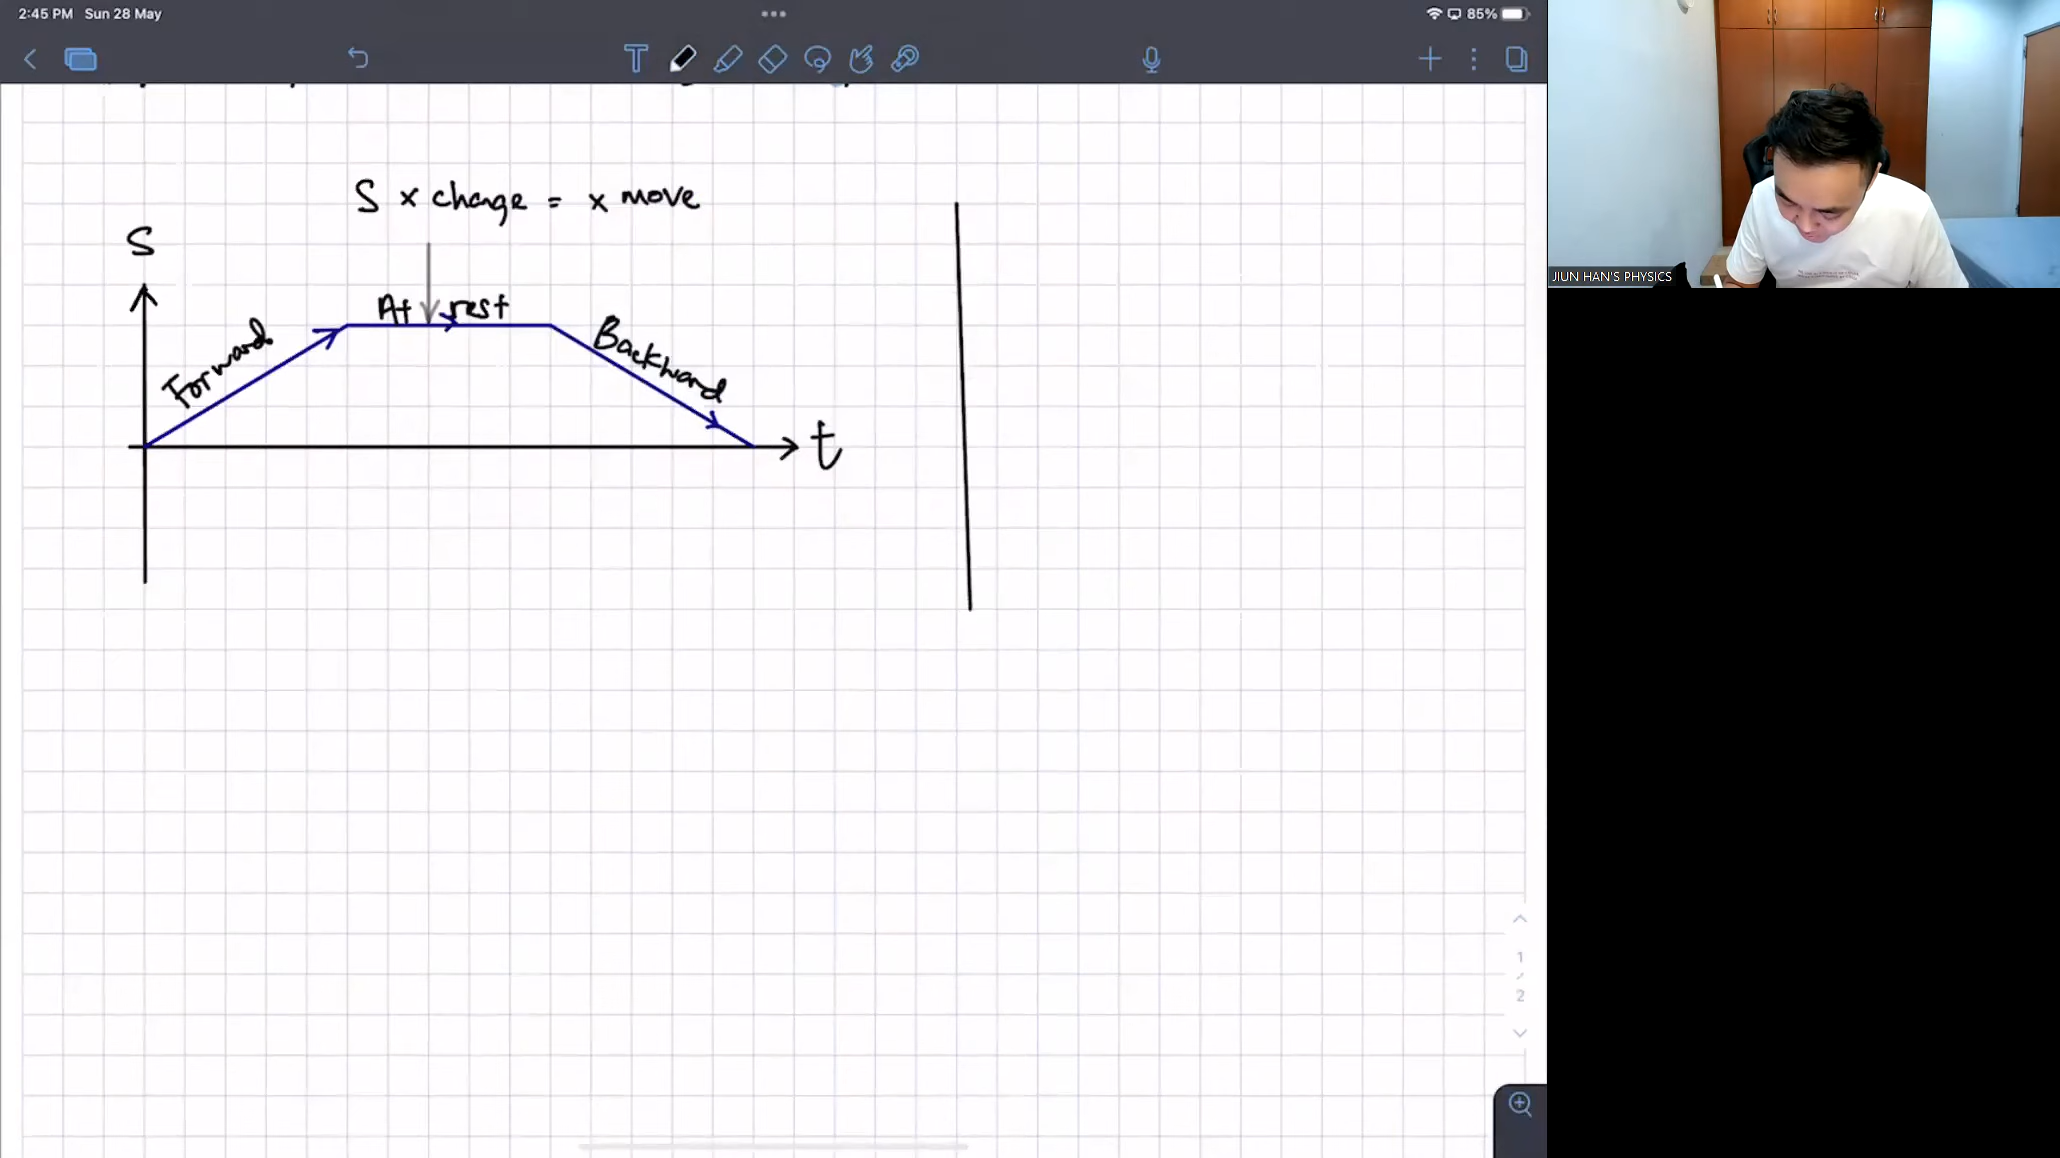 2:45 PM Sun 28 May
85%
S x change = x move
S
At rest
Forward
Backward
t
JIUN HAN'S PHYSICS
1
2